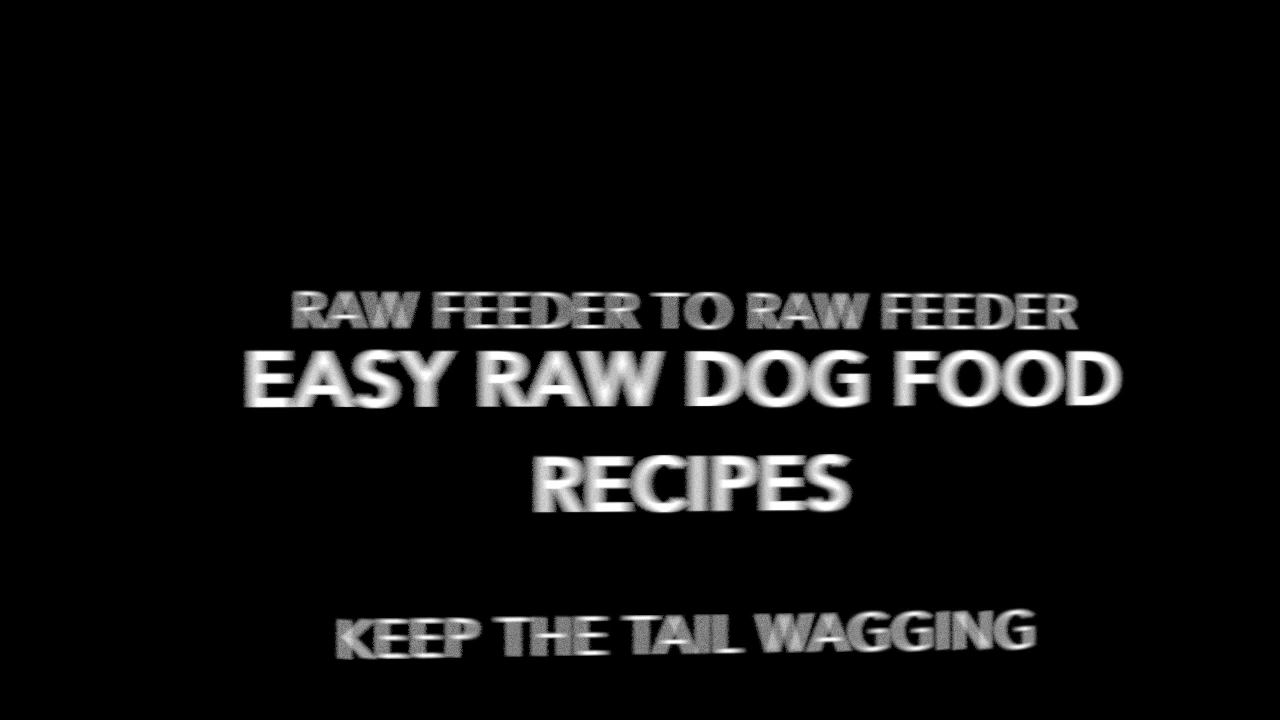 RAW FEEDER TO RAW FEEDER
EASY RAW DOG FOOD
RECIPES
KEEP THE TAIL WAGGING